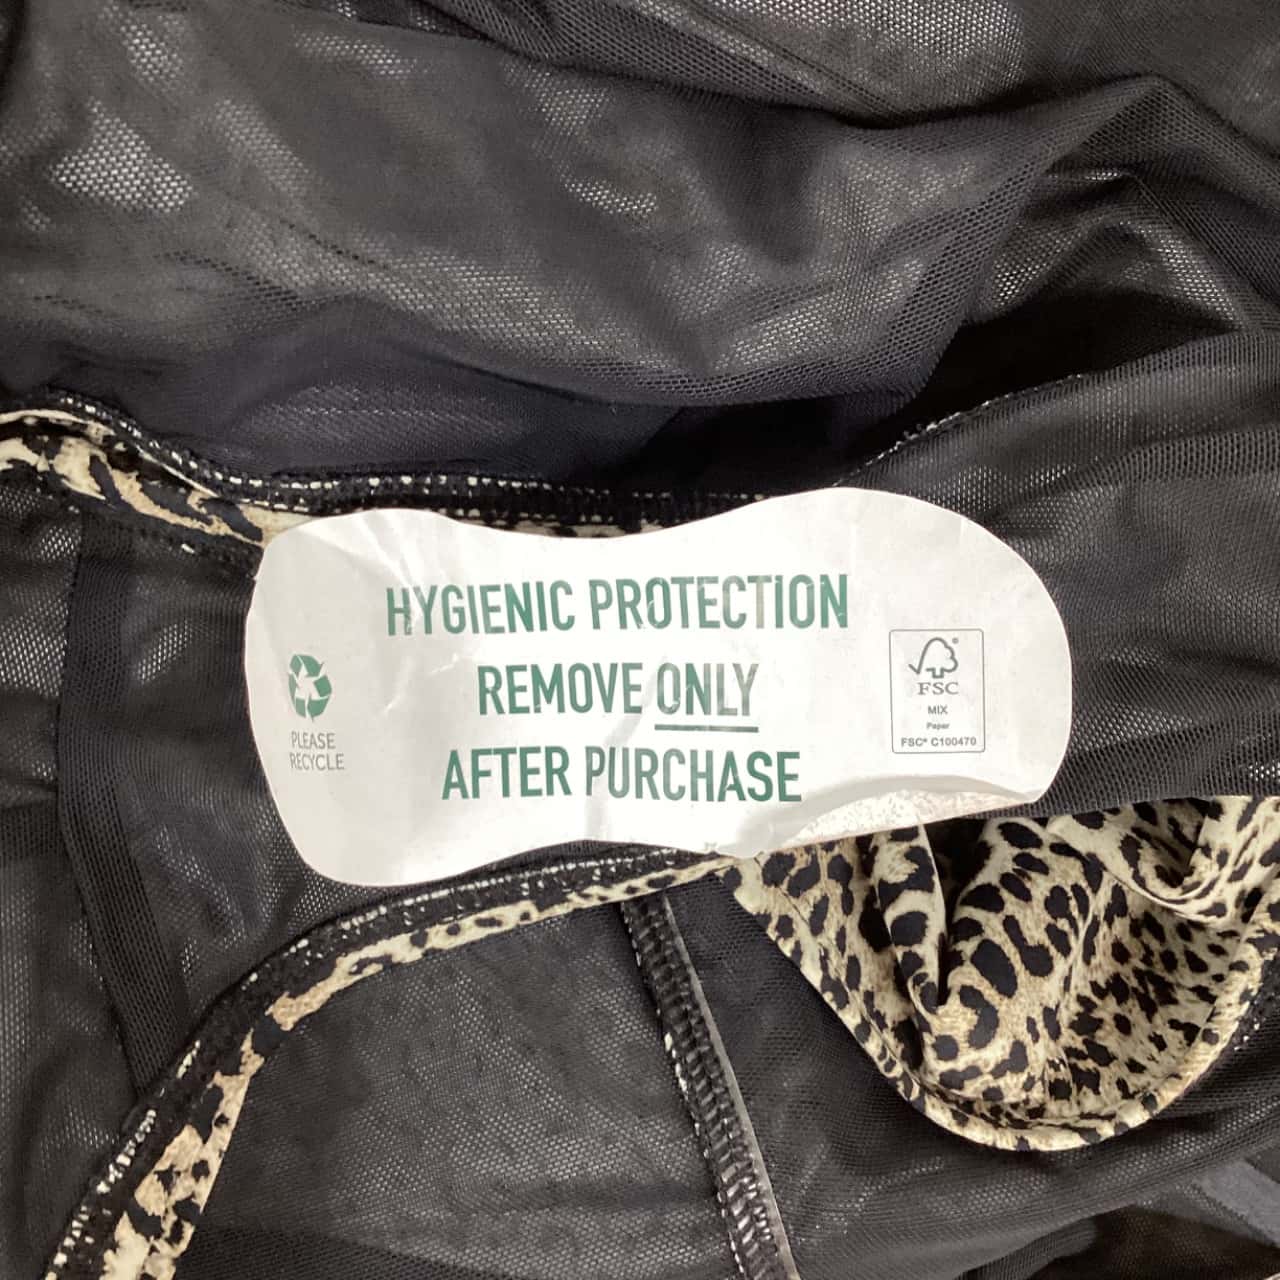 HYGIENIC PROTECTION
REMOVE ONLY
AFTER PURCHASE
PLEASE
RECYCLE
®
FSC
MIX
Paper
FSC® C100470